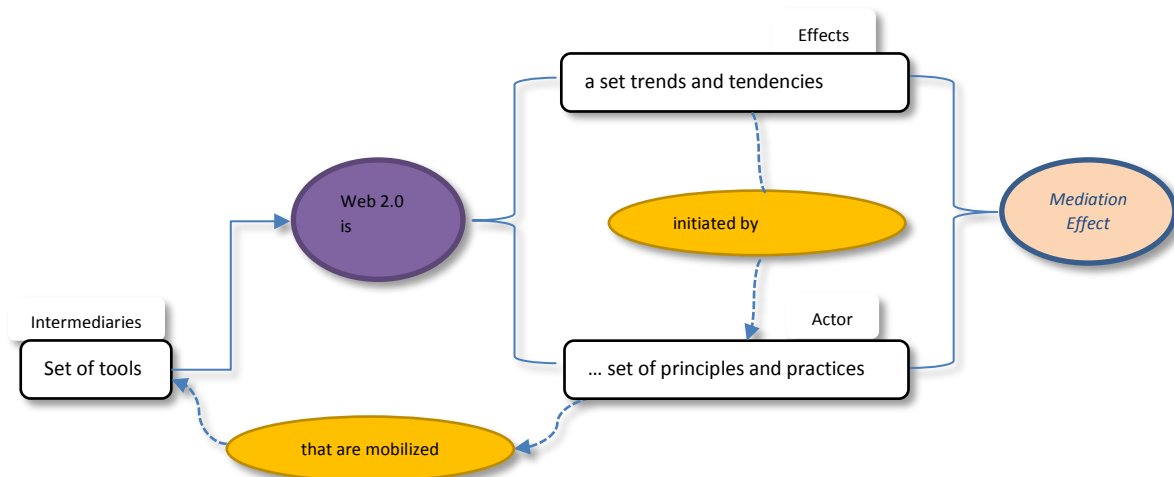 Effects
a set trends and tendencies
Web 2.0
is
initiated by
Mediation
Effect
Intermediaries
Set of tools
Actor
... set of principles and practices
that are mobilized